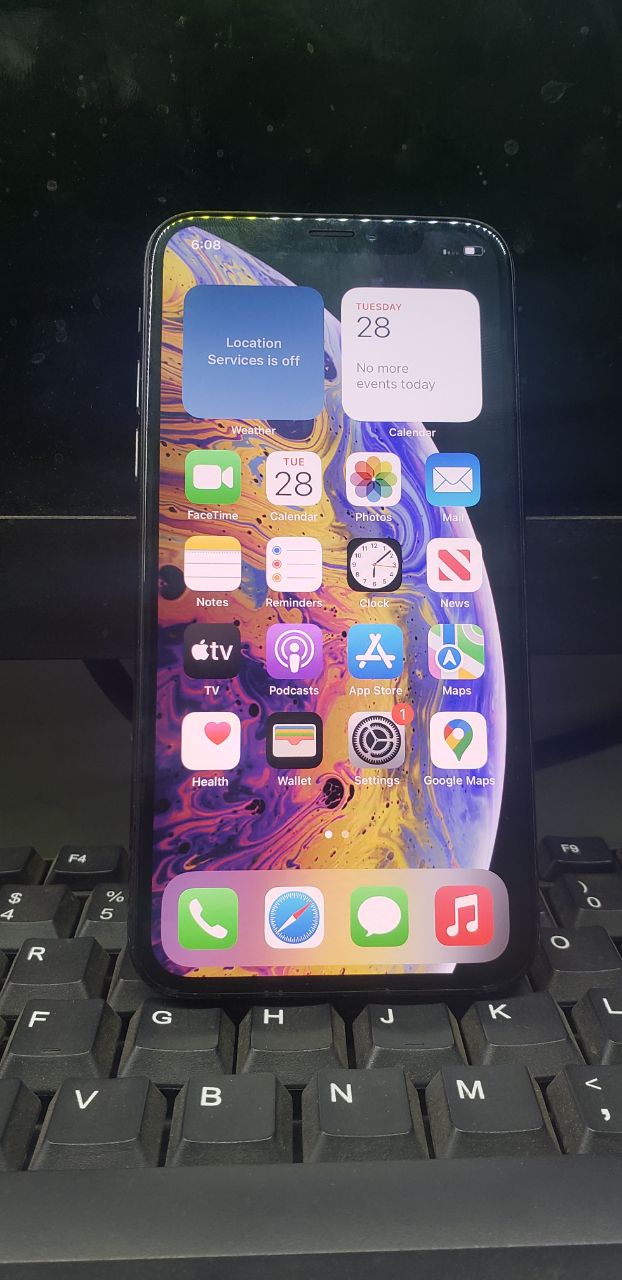 6:08
Location
Services is off
Weather
TUESDAY
28
No more
events today
Calendar
FaceTime
TUE
28
Calendar
Photos
Mail
Notes
Reminders
Clock
News
tv
TV
Podcasts
App Store
Maps
Health
Wallet
1
Settings
Google Maps
F4
F9
$
4
%
5
)
0
R
O
F
G
H
J
K
L
V
B
N
M
<
,